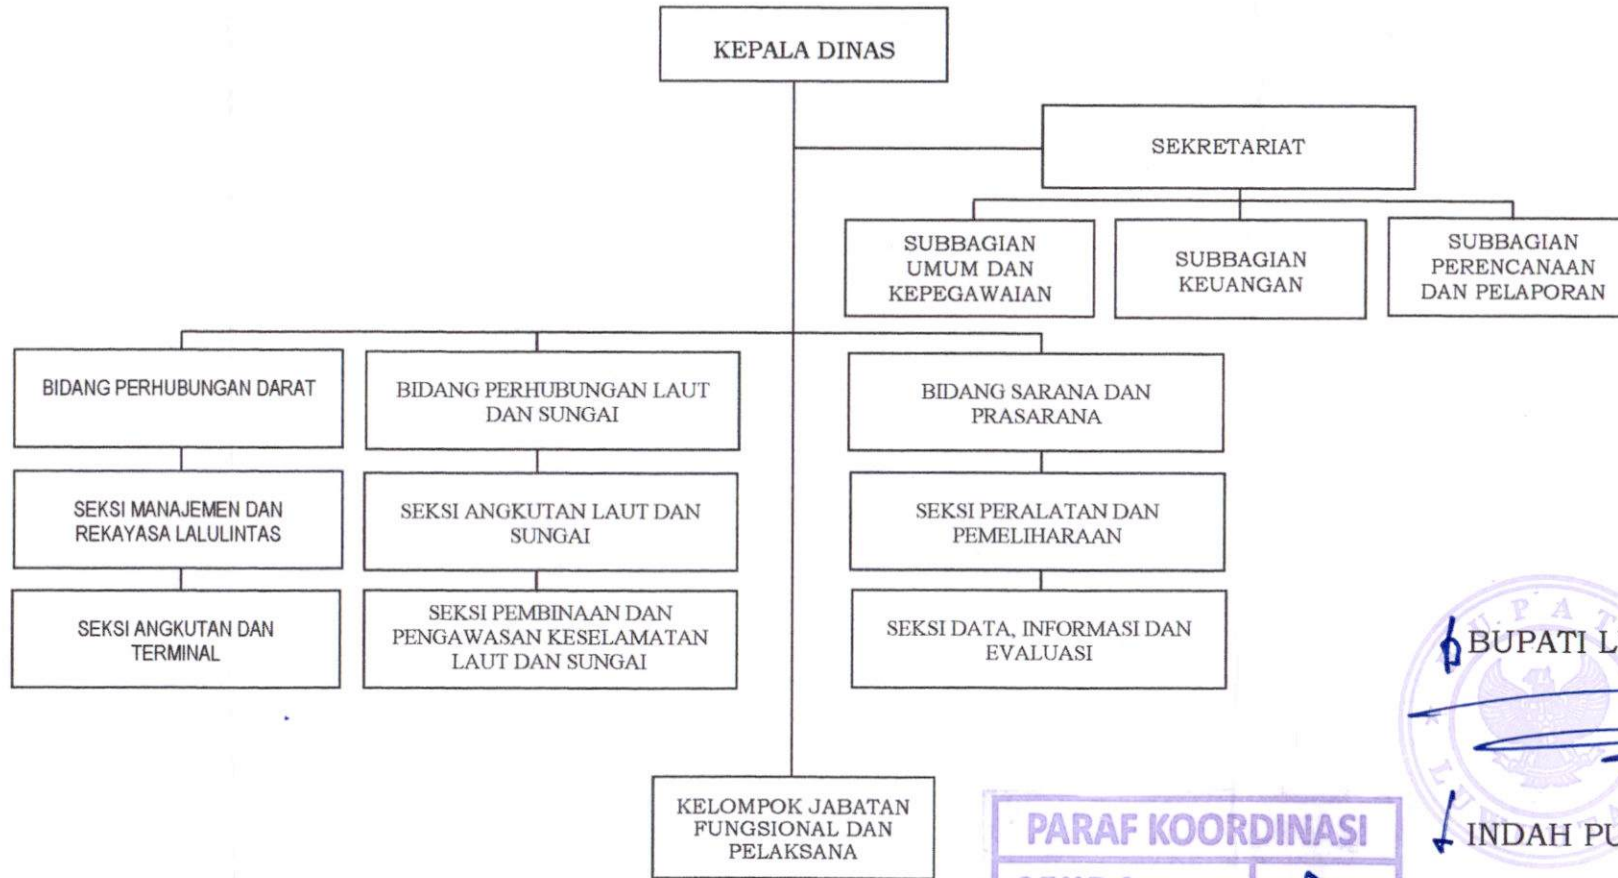 KEPALA DINAS
SEKRETARIAT
SUBBAGIAN
UMUM DAN
KEPEGAWAIAN
SUBBAGIAN
KEUANGAN
SUBBAGIAN
PERENCANAAN
DAN PELAPORAN
BIDANG PERHUBUNGAN DARAT
BIDANG PERHUBUNGAN LAUT
DAN SUNGAI
BIDANG SARANA DAN
PRASARANA
SEKSI MANAJEMEN DAN
REKAYASA LALULINTAS
SEKSI ANGKUTAN LAUT DAN
SUNGAI
SEKSI PERALATAN DAN
PEMELIHARAAN
SEKSI ANGKUTAN DAN
TERMINAL
SEKSI PEMBINAAN DAN
PENGAWASAN KESELAMATAN
LAUT DAN SUNGAI
SEKSI DATA, INFORMASI DAN
EVALUASI
BUPATI L
INDAH PU
KELOMPOK JABATAN
FUNGSIONAL DAN
PELAKSANA
PARAF KOORDINASI